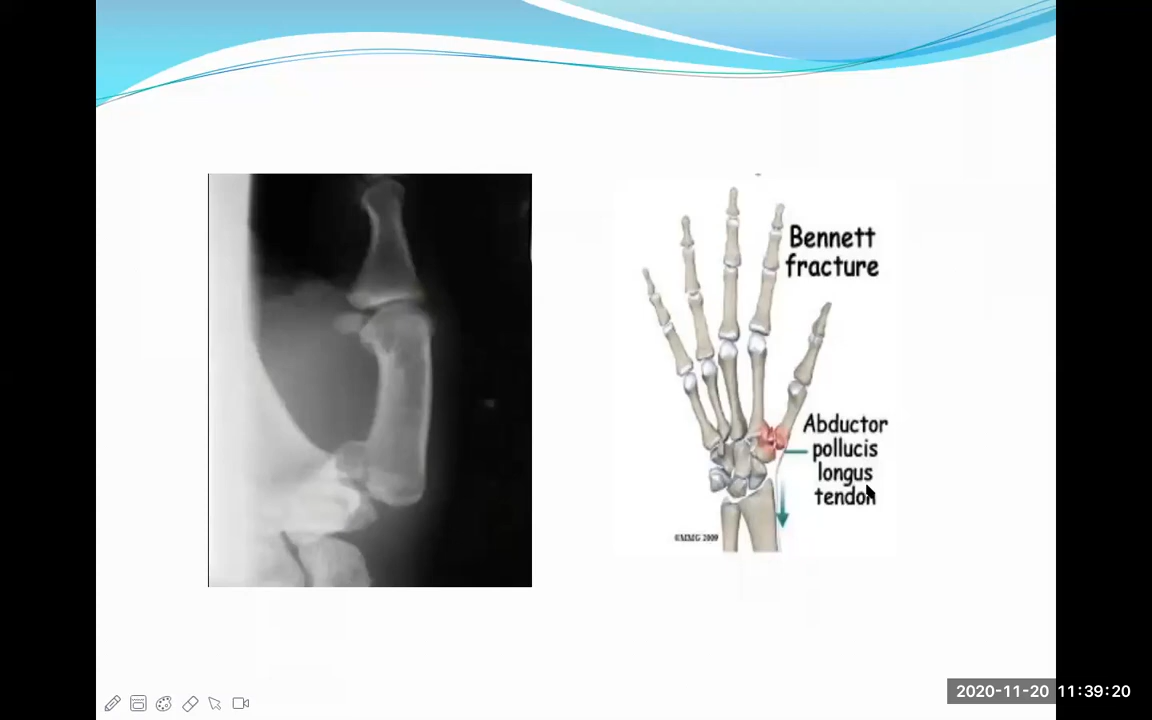 Bennett
fracture
Abductor
pollucis
longus
tendon
©MMG 2009
2020-11-20 11:39:20